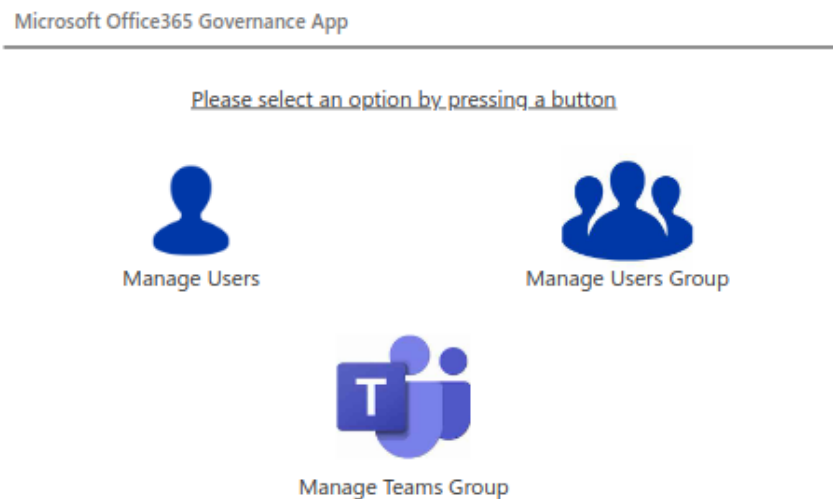 Microsoft Office365 Governance App
Please select an option by pressing a button
Manage Users
Manage Users Group
T
Manage Teams Group